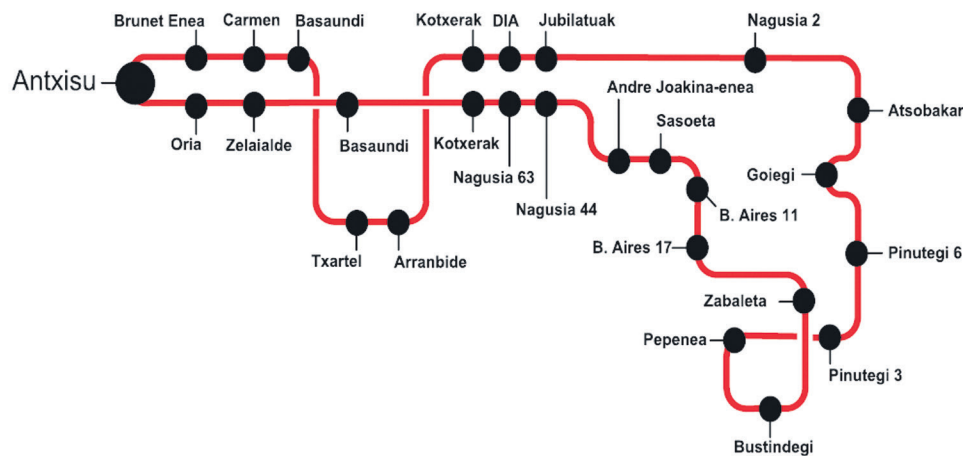 Brunet Enea
Carmen
Basaundi
Kotxerak
DIA
Jubilatuak
Nagusia 2
Antxisu
Andre Joakina-enea
Atsobakar
Sasoeta
Oria
Zelaialde
Basaundi
Kotxerak
Nagusia 63
Goiegi
Nagusia 44
B. Aires 11
B. Aires 17
Pinutegi 6
Txartel
Arranbide
Zabaleta
Pepenea
Pinutegi 3
Bustindegi